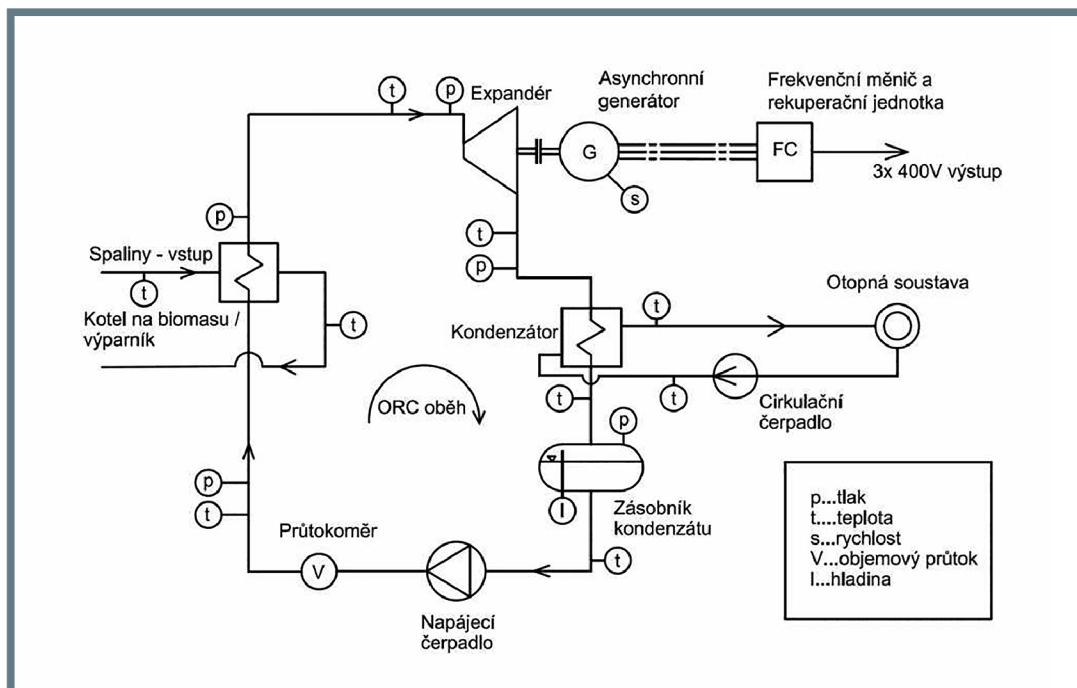 t
p
Expandér
Asynchronní
generátor
Frekvenční měnič a
rekuperační jednotka
G
FC
3x 400V výstup
s
p
t
p
Spaliny - vstup
t
Kotel na biomasu /
výparník
t
Kondenzátor
t
Otopná soustava
ORC oběh
t
t
Cirkulační
čerpadlo
p
l
Zásobník
kondenzátu
p
t
Průtokoměr
V
t
Napájecí
čerpadlo
p...tlak
t....teplota
s...rychlost
V...objemový průtok
l...hladina